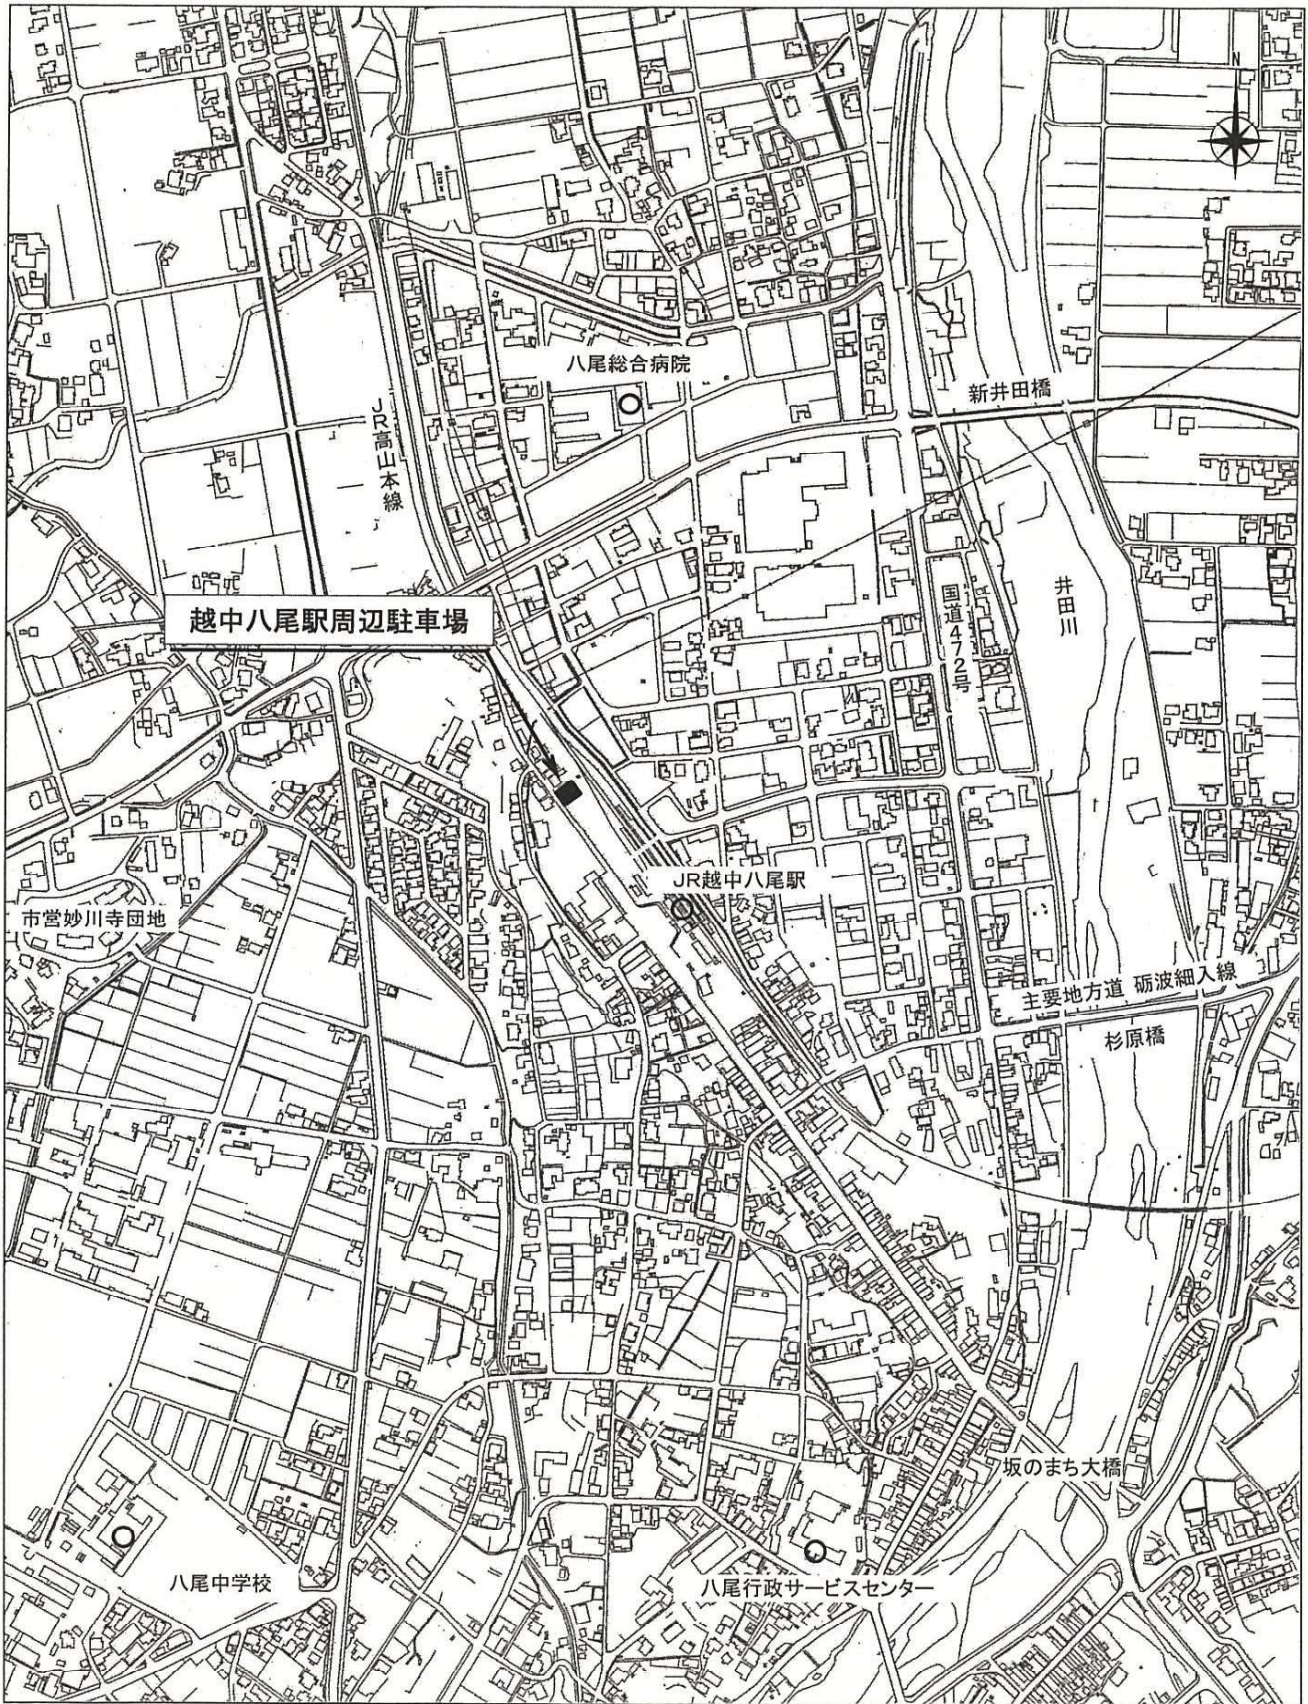 N
八尾総合病院
新井田橋
JR高山本線
井田川
国道472号
越中八尾駅周辺駐車場
JR越中八尾駅
市営妙川寺団地
主要地方道 砺波細入線
杉原橋
坂のまち大橋
八尾中学校
八尾行政サービスセンター